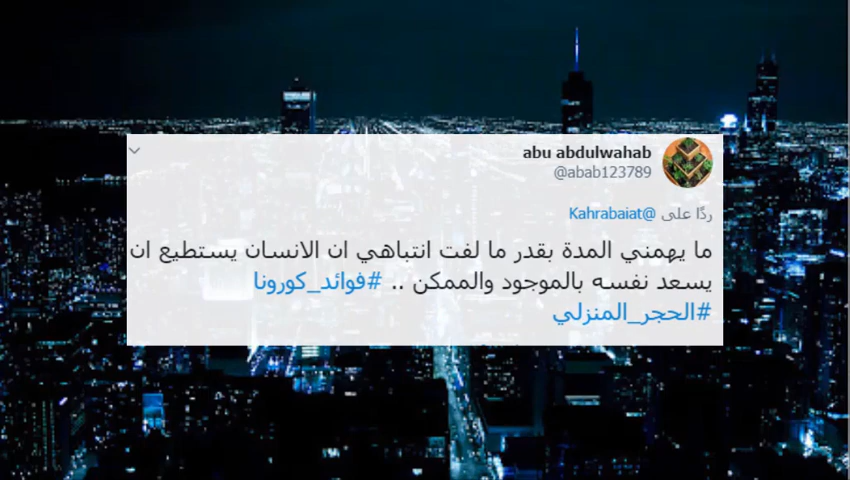 abu abdulwahab
@abab123789
ردًا على @Kahrabaiat
ما يهمني المدة بقدر ما لفت انتباهي ان الانسان يستطيع ان
يسعد نفسه بالموجود والممكن .. #فوائد_كورونا
#الحجر_المنزلي